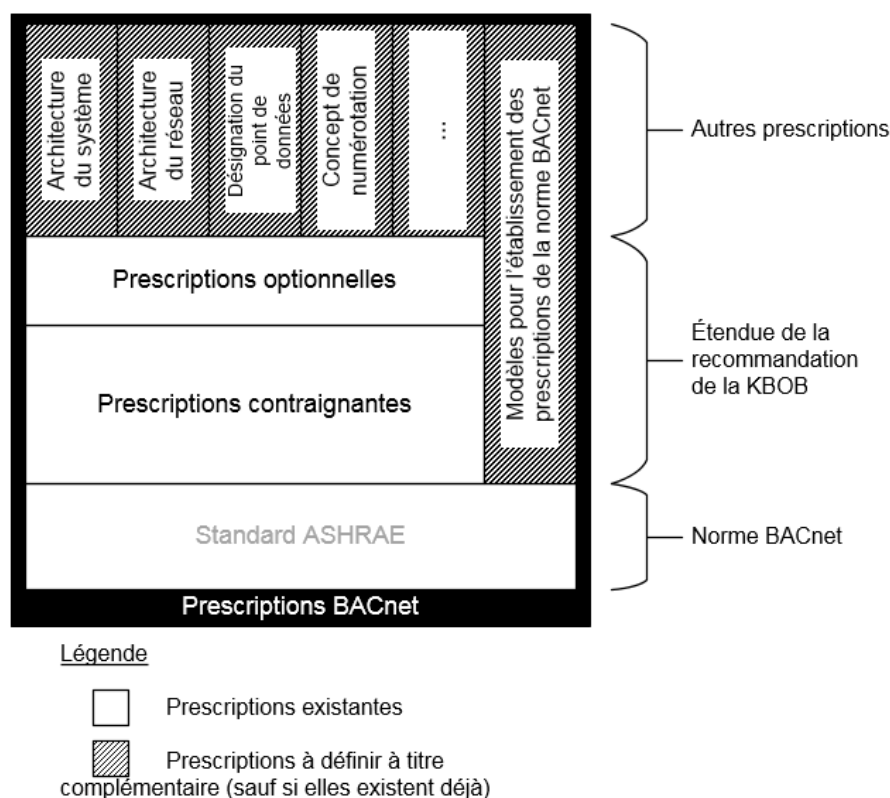 Architecture
du système
Architecture
du réseau
Désignation du
point de
données
Concept de
numérotation
...
Modèles pour l'établissement des
prescriptions de la norme BACnet
Autres prescriptions
Prescriptions optionnelles
Prescriptions contraignantes
Étendue de la
recommandation
de la KBOB
Standard ASHRAE
Norme BACnet
Prescriptions BACnet
Légende
Prescriptions existantes
Prescriptions à définir à titre
complémentaire (sauf si elles existent déjà)